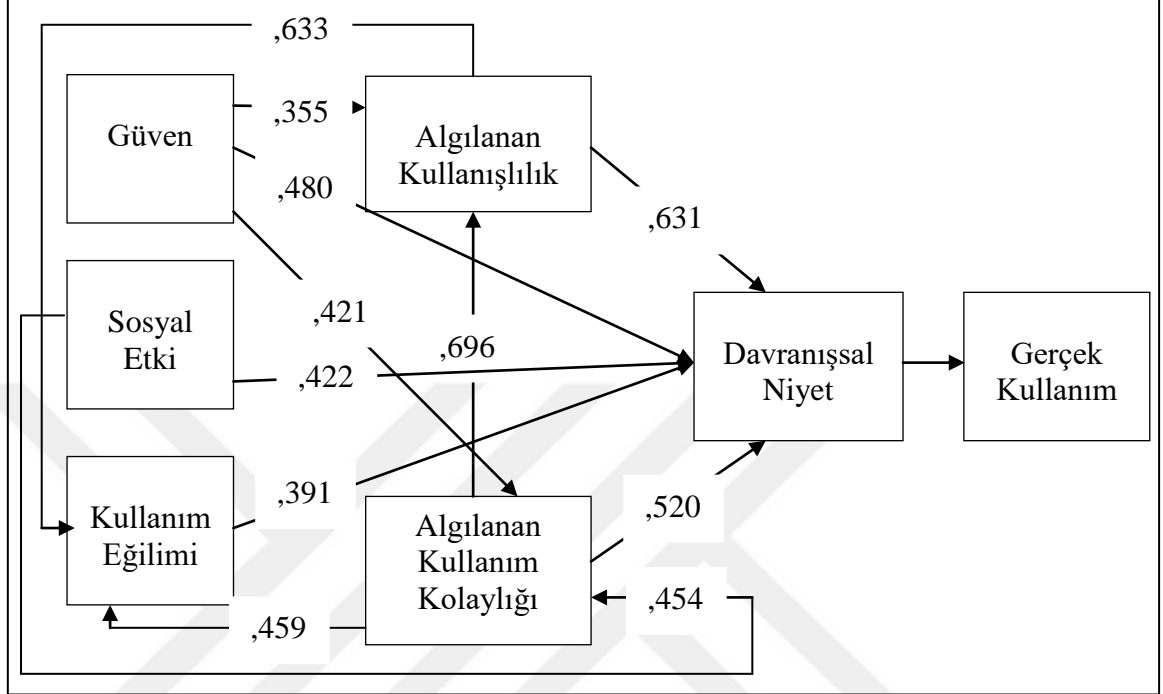 ,633
Güven
,355
Algılanan
Kullanışlılık
,480
,631
Sosyal
Etki
,421
,422
,696
Davranışsal
Niyet
Gerçek
Kullanım
Kullanım
Eğilimi
,391
Algılanan
Kullanım
Kolaylığı
,520
,454
,459